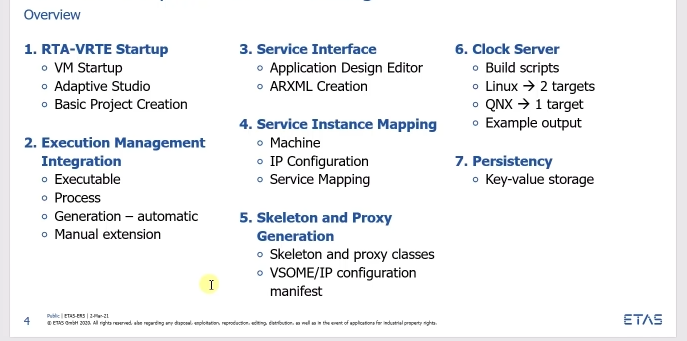 Overview
1. RTA-VRTE Startup
VM Startup
Adaptive Studio
Basic Project Creation
2. Execution Management
Integration
Executable
Process
Generation – automatic
Manual extension
3. Service Interface
Application Design Editor
ARXML Creation
4. Service Instance Mapping
Machine
IP Configuration
Service Mapping
5. Skeleton and Proxy
Generation
Skeleton and proxy classes
VSOME/IP configuration
manifest
6. Clock Server
Build scripts
Linux → 2 targets
QNX → 1 target
Example output
7. Persistency
Key-value storage
4
Public | ETAS-ERS | 2-Mar-21
© ETAS GmbH 2020. All rights reserved, also regarding any disposal, exploitation, reproduction, editing, distribution, as well as in the event of applications for industrial property rights.
ETAS